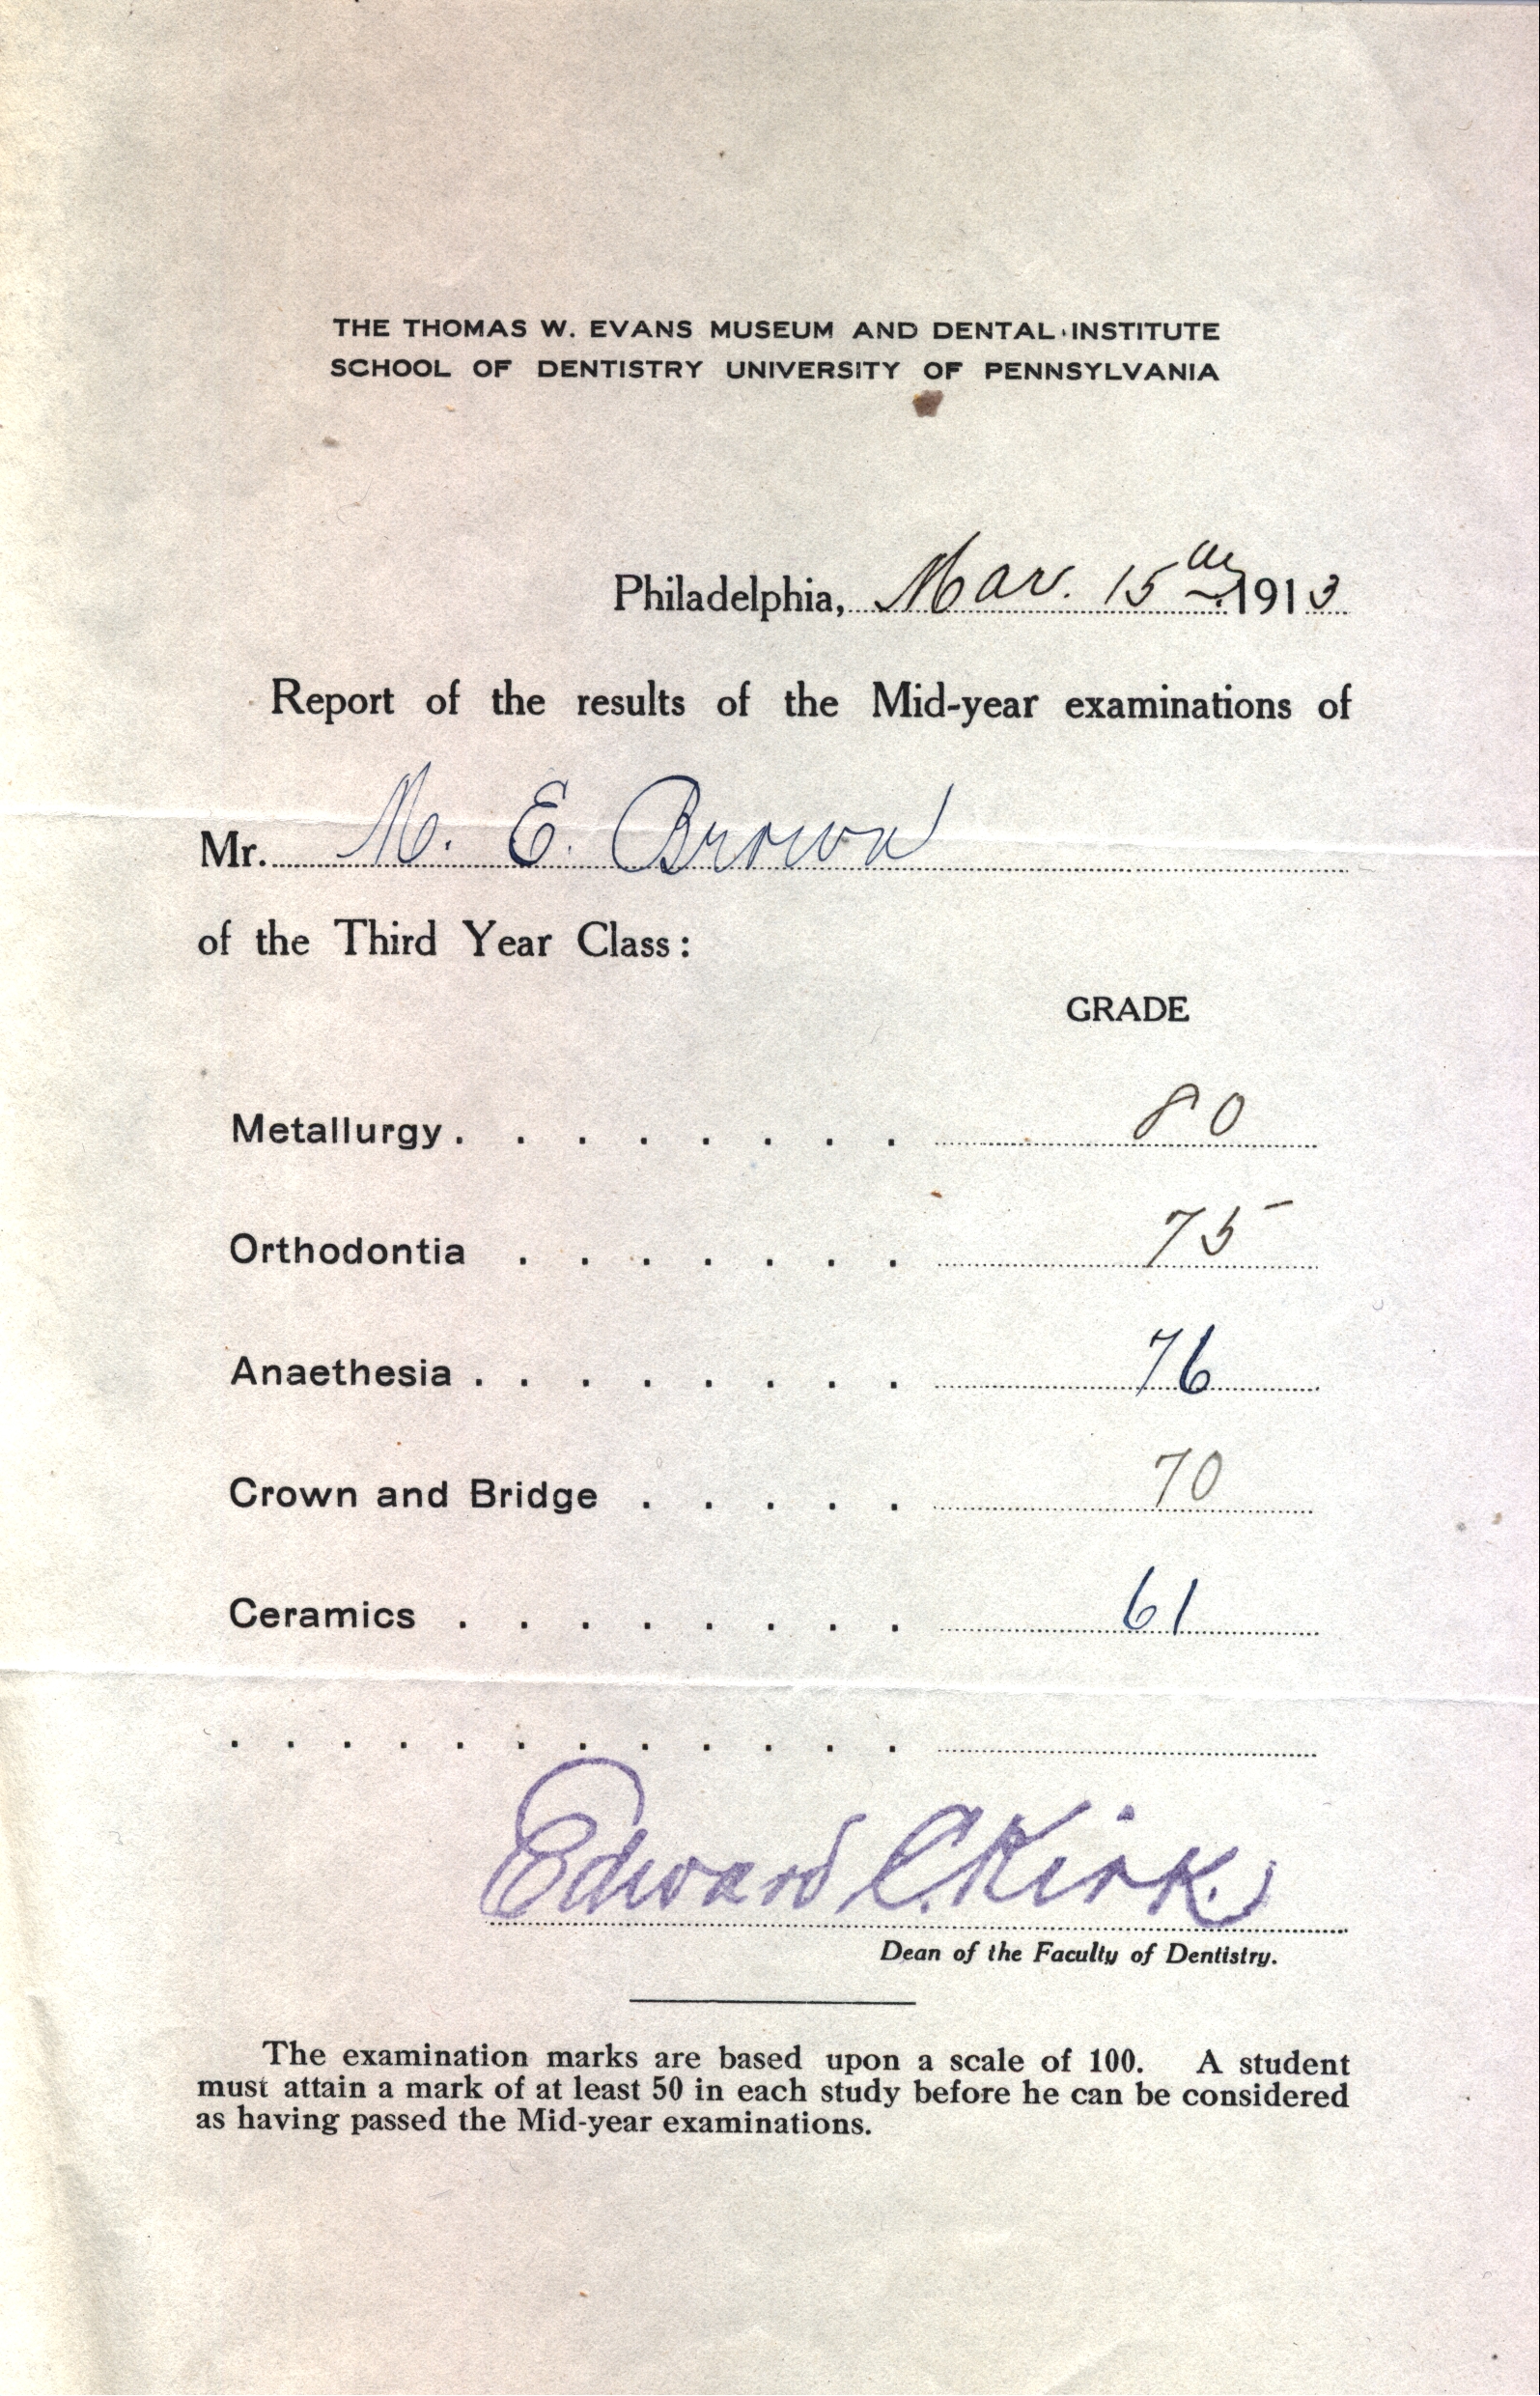 THE THOMAS W. EVANS MUSEUM AND DENTAL INSTITUTE
SCHOOL OF DENTISTRY UNIVERSITY OF PENNSYLVANIA
Philadelphia, Mar. 15th 1913
Report of the results of the Mid-year examinations of
Mr. M. E. Brown
of the Third Year Class:
GRADE
Metallurgy . . . . . . . . 80
Orthodontia . . . . . . . 75
Anaethesia . . . . . . . . 76
Crown and Bridge . . . . . 70
Ceramics . . . . . . . . 61
Edward C. Kirk.
Dean of the Faculty of Dentistry.
The examination marks are based upon a scale of 100. A student
must attain a mark of at least 50 in each study before he can be considered
as having passed the Mid-year examinations.